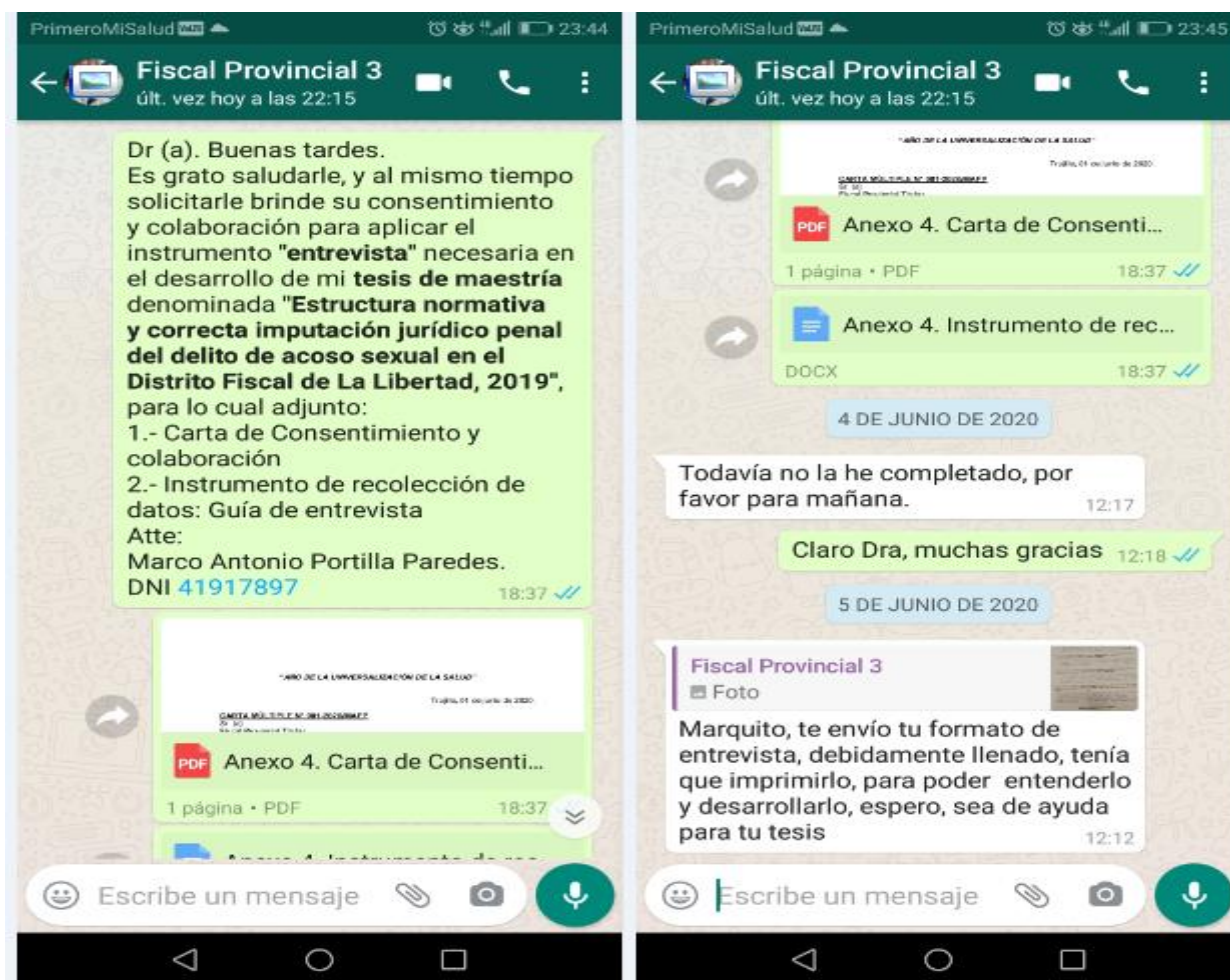 PrimeroMiSalud
23:44
Fiscal Provincial 3
últ. vez hoy a las 22:15
Dr (a). Buenas tardes.
Es grato saludarle, y al mismo tiempo
solicitarle brinde su consentimiento
y colaboración para aplicar el
instrumento "entrevista" necesaria en
el desarrollo de mi tesis de maestría
denominada "Estructura normativa
y correcta imputación jurídico penal
del delito de acoso sexual en el
Distrito Fiscal de La Libertad, 2019",
para lo cual adjunto:
1.- Carta de Consentimiento y
colaboración
2.- Instrumento de recolección de
datos: Guía de entrevista
Atte:
Marco Antonio Portilla Paredes.
DNI 41917897
18:37
"AÑO DE LA UNIVERSALIZACIÓN DE LA SALUD"
PDF Anexo 4. Carta de Consenti...
1 página • PDF 18:37
Escribe un mensaje
PrimeroMiSalud
23:45
Fiscal Provincial 3
últ. vez hoy a las 22:15
"AÑO DE LA UNIVERSALIZACIÓN DE LA SALUD"
PDF Anexo 4. Carta de Consenti...
1 página • PDF 18:37
Anexo 4. Instrumento de rec...
DOCX 18:37
4 DE JUNIO DE 2020
Todavía no la he completado, por
favor para mañana.
12:17
Claro Dra, muchas gracias 12:18
5 DE JUNIO DE 2020
Fiscal Provincial 3
Foto
Marquito, te envío tu formato de
entrevista, debidamente llenado, tenía
que imprimirlo, para poder entenderlo
y desarrollarlo, espero, sea de ayuda
para tu tesis
12:12
Escribe un mensaje